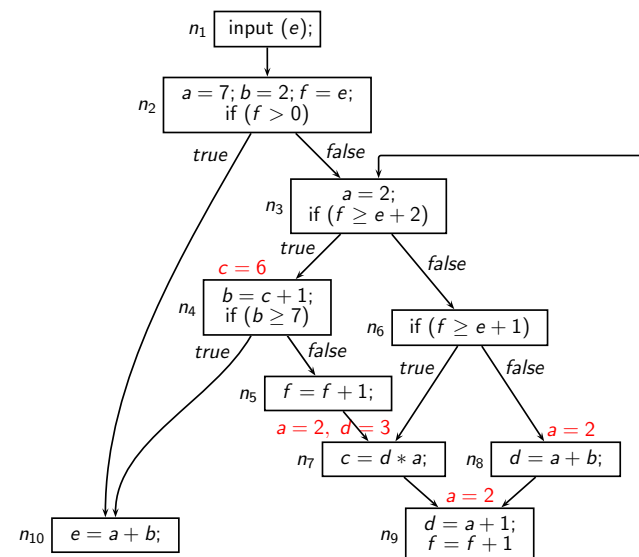 n1 input (e);
n2 a = 7; b = 2; f = e;
if (f > 0)
true false
n3 a = 2;
if (f ≥ e + 2)
true false
c = 6
n4 b = c + 1;
if (b ≥ 7)
n6 if (f ≥ e + 1)
true false
true false
n5 f = f + 1;
a = 2, d = 3
a = 2
n7 c = d * a;
n8 d = a + b;
a = 2
n9 d = a + 1;
f = f + 1
n10 e = a + b;